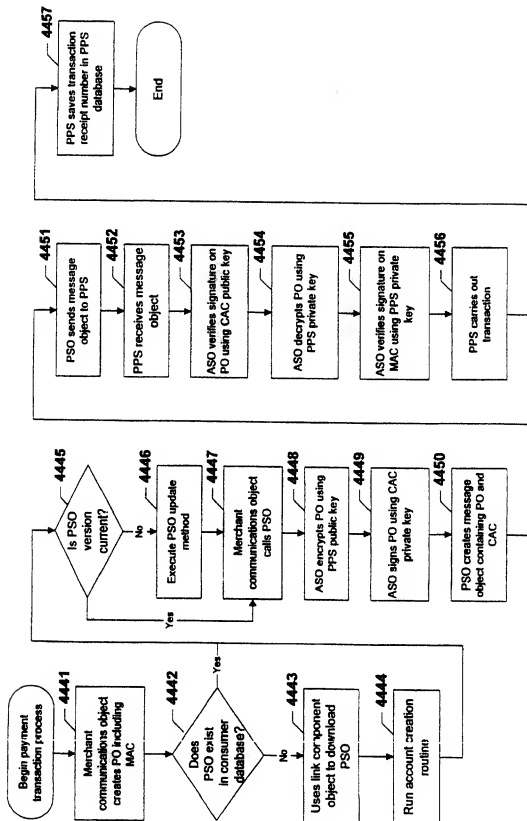 Begin payment
transaction process
4441
Merchant
communications object
creates PO including
MAC
4442
Does
PSO exist
in consumer
database?
Yes
No
4443
Uses link component
object to download
PSO
4444
Run account creation
routine
4445
Is PSO
version
current?
No
Yes
4446
Execute PSO update
method
4447
Merchant
communications object
calls PSO
4448
ASO encrypts PO using
PPS public key
4449
ASO signs PO using CAC
private key
4450
PSO creates message
object containing PO and
CAC
4451
PSO sends message
object to PPS
4452
PPS receives message
object
4453
ASO verifies signature on
PO using CAC public key
4454
ASO decrypts PO using
PPS private key
4455
ASO verifies signature on
MAC using PPS private
key
4456
PPS carries out
transaction
4457
PPS saves transaction
receipt number in PPS
database
End